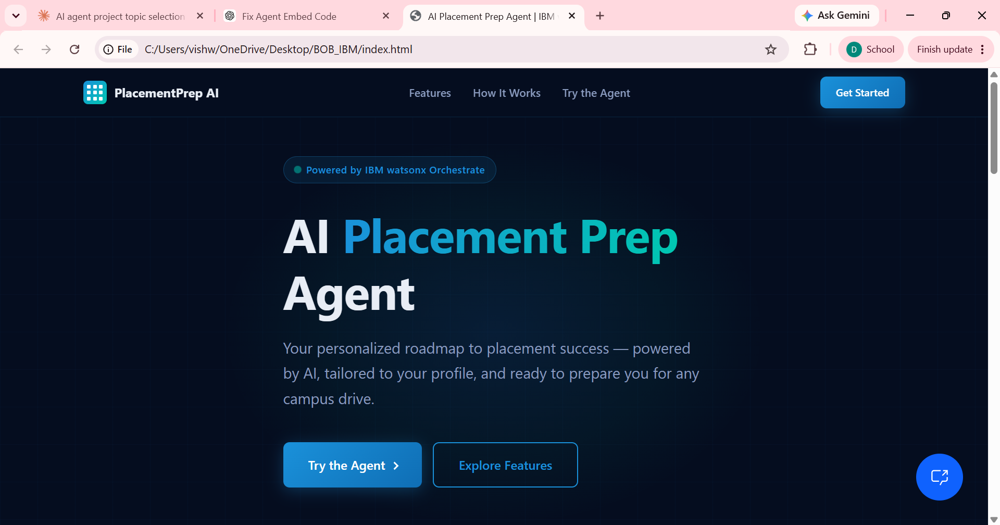 AI agent project topic selection
Fix Agent Embed Code
AI Placement Prep Agent | IBM
Ask Gemini
File
C:/Users/vishw/OneDrive/Desktop/BOB_IBM/index.html
D
School
Finish update
PlacementPrep AI
Features
How It Works
Try the Agent
Get Started
Powered by IBM watsonx Orchestrate
AI Placement Prep
Agent
Your personalized roadmap to placement success — powered
by AI, tailored to your profile, and ready to prepare you for any
campus drive.
Try the Agent
Explore Features